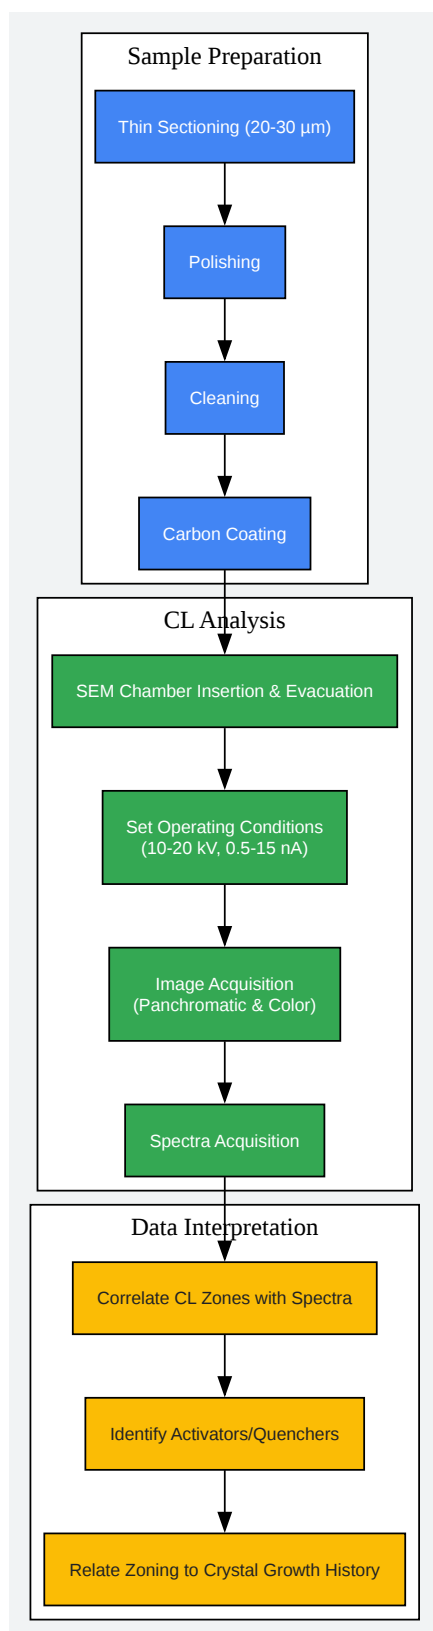 Sample Preparation
Thin Sectioning (20-30 µm)
Polishing
Cleaning
Carbon Coating
CL Analysis
SEM Chamber Insertion & Evacuation
Set Operating Conditions
(10-20 kV, 0.5-15 nA)
Image Acquisition
(Panchromatic & Color)
Spectra Acquisition
Data Interpretation
Correlate CL Zones with Spectra
Identify Activators/Quenchers
Relate Zoning to Crystal Growth History